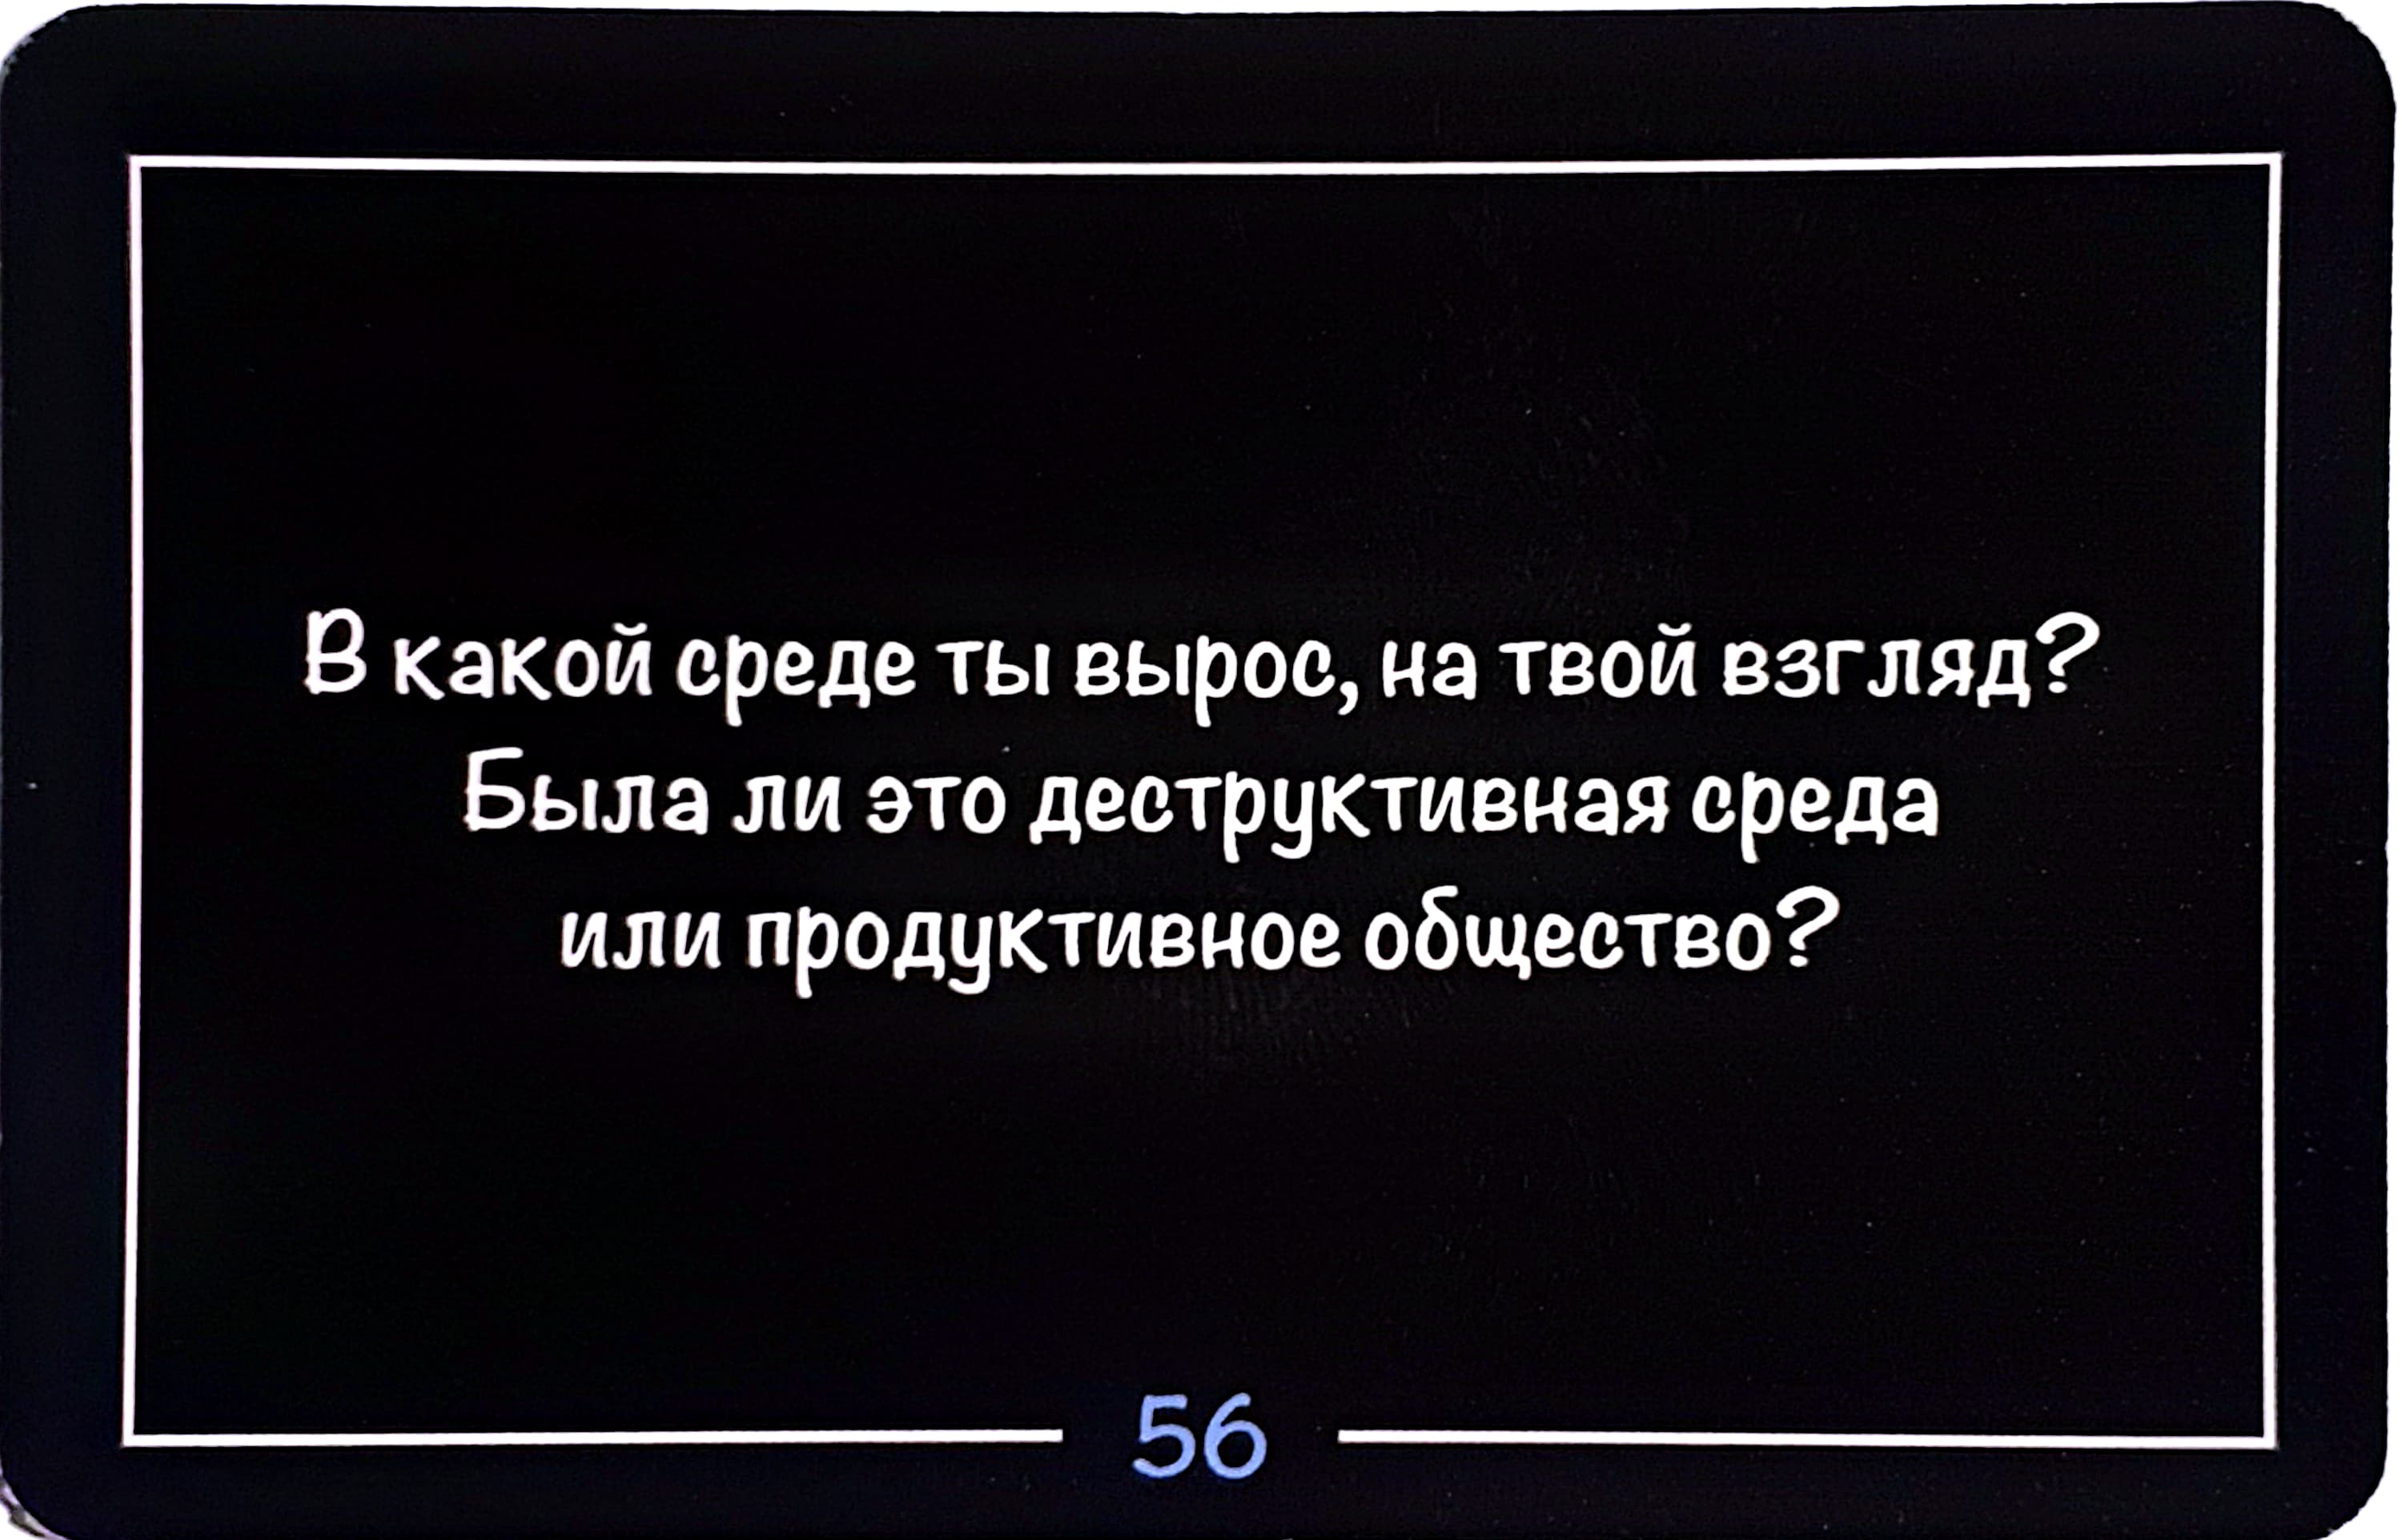 В какой среде ты вырос, на твой взгляд?
Была ли это деструктивная среда
или продуктивное общество?
56